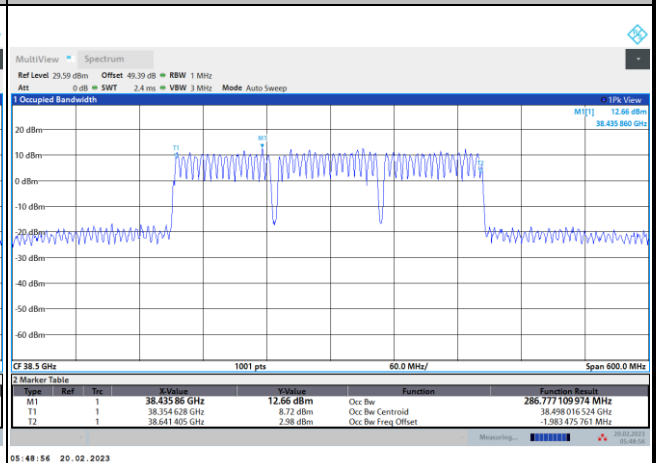 MultiView Spectrum
Ref Level 29.59 dBm Offset 49.39 dB RBW 1 MHz
Att 0 dB SWT 2.4 ms VBW 3 MHz Mode Auto Sweep
1 Occupied Bandwidth 1Pk View
M1[1] 12.66 dBm
38.435 860 GHz
20 dBm
M1
T1
10 dBm
0 dBm
-10 dBm
-20 dBm
-30 dBm
-40 dBm
-50 dBm
-60 dBm
CF 38.5 GHz 1001 pts 60.0 MHz/ Span 600.0 MHz
2 Marker Table
Type Ref Trc X-Value Y-Value Function Function Result
M1 1 38.435 86 GHz 12.66 dBm Occ Bw 286.777 109 974 MHz
T1 1 38.354 628 GHz 8.72 dBm Occ Bw Centroid 38.498 016 524 GHz
T2 1 38.641 405 GHz 2.98 dBm Occ Bw Freq Offset -1.983 475 761 MHz
Measuring... 20.02.2023
05:48:56
05:48:56 20.02.2023